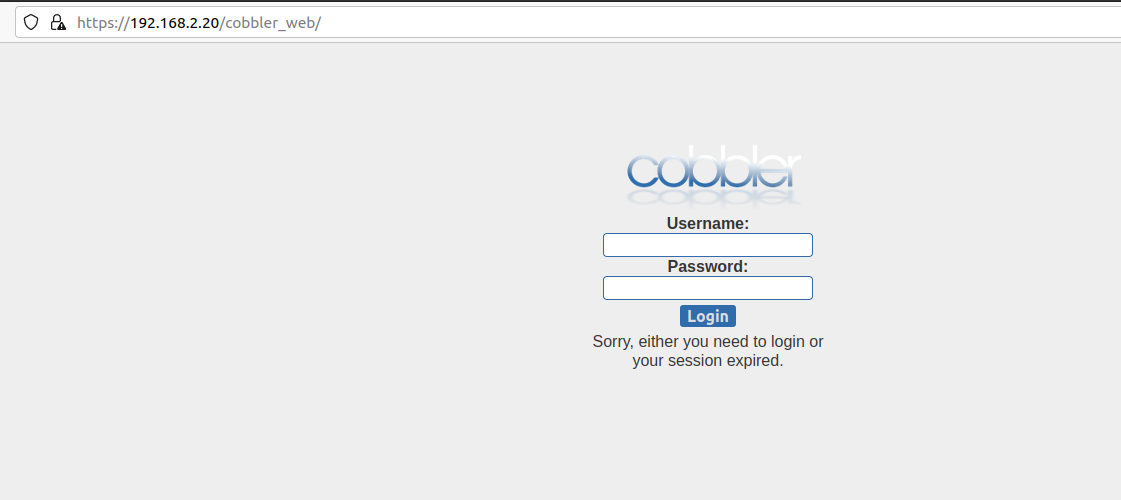 https://192.168.2.20/cobbler_web/
cobbler
Username:
Password:
Login
Sorry, either you need to login or
your session expired.